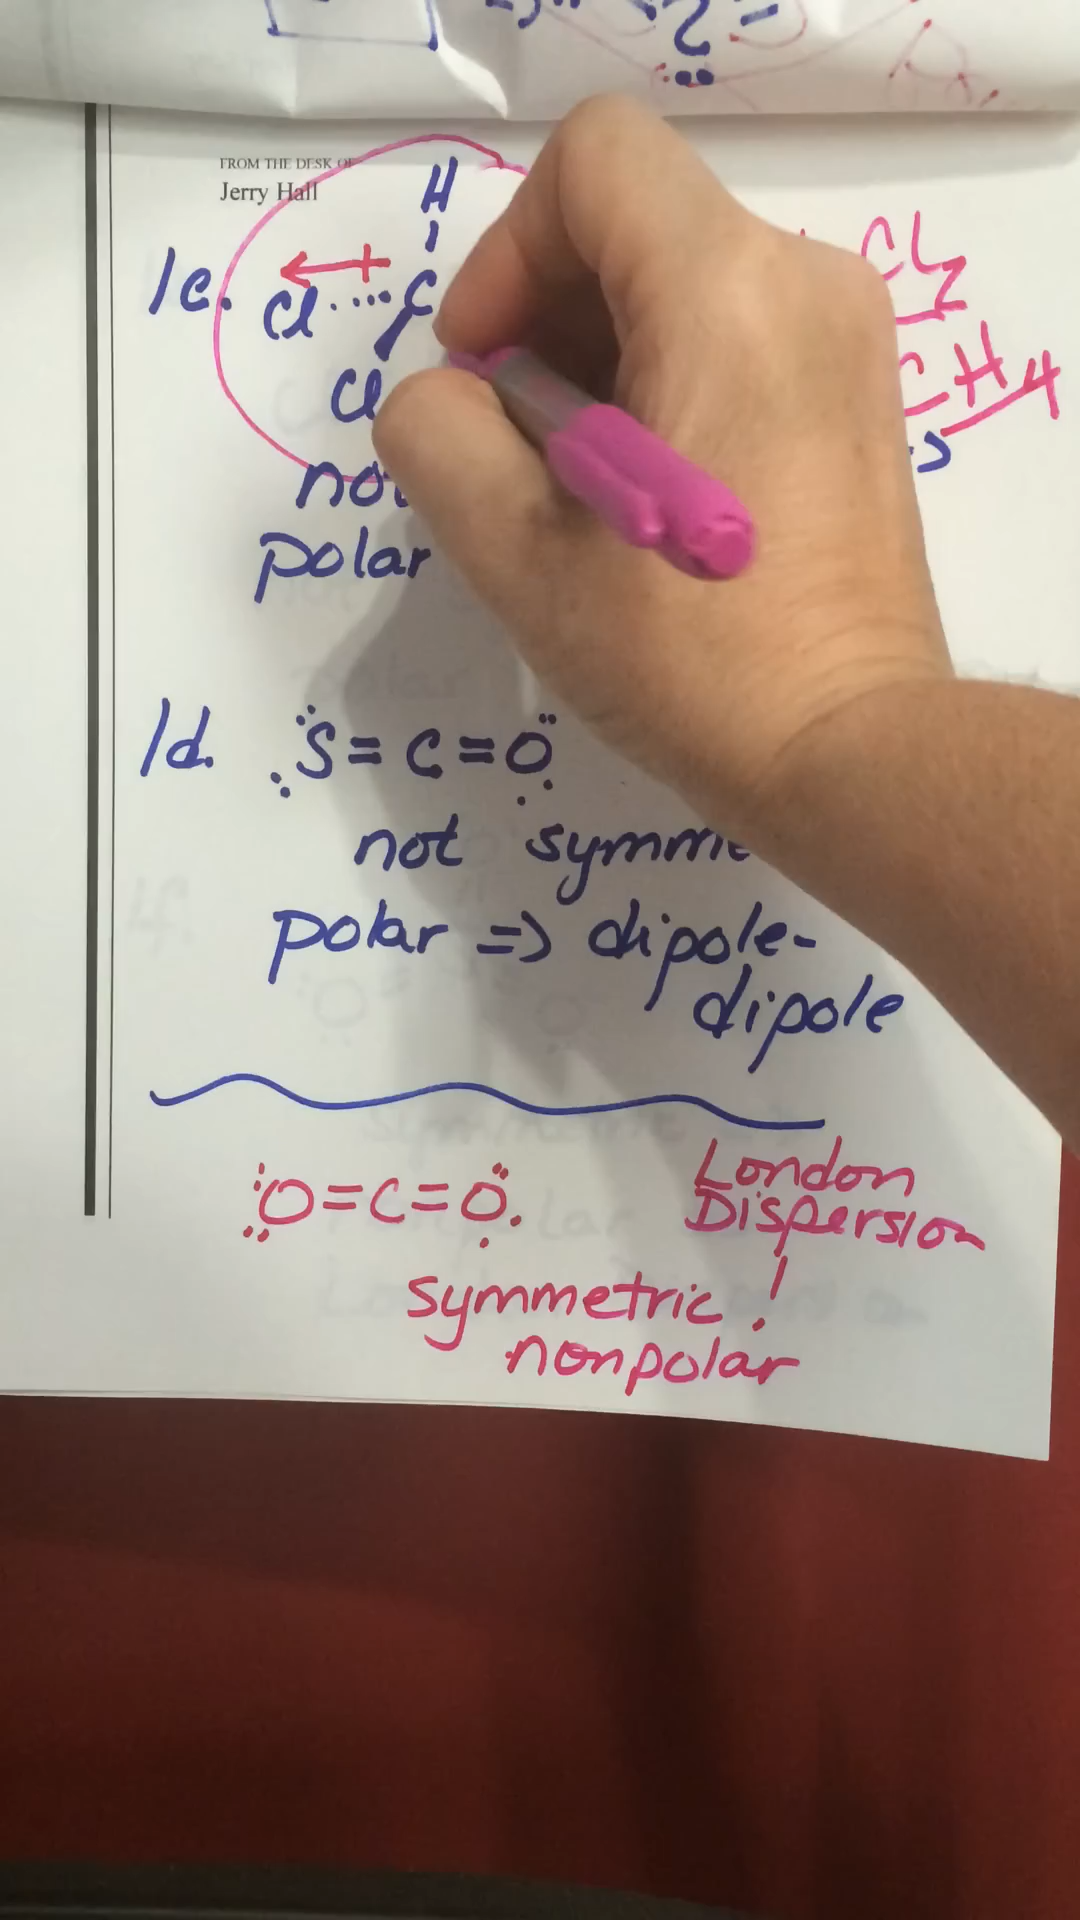 FROM THE DESK OF
Jerry Hall
H
1c. Cl C
Cl
Cl2
CH4
not
polar
1d. S=C=O
not
polar => dipole-
dipole
O=C=O
London
Dispersion!
symmetric
nonpolar